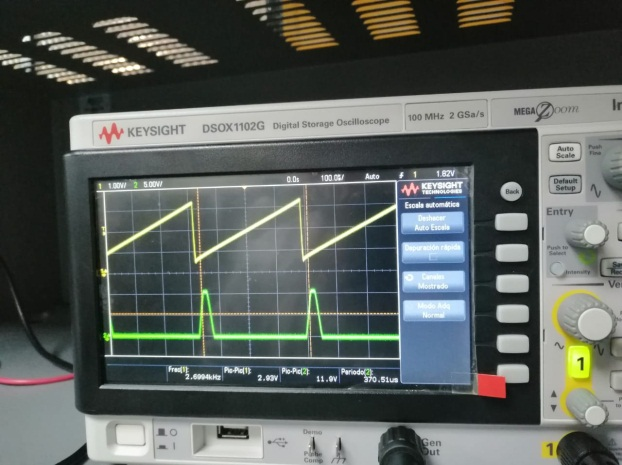 KEYSIGHT DSOX1102G Digital Storage Oscilloscope 100 MHz 2 GSa/s MEGA Zoom
1 1.00V/ 2 5.00V/ 0.0s 100.0s/ Auto 1 1.82V
KEYSIGHT
TECHNOLOGIES
Escala automática
Deshacer
Auto Escala
Depuración rápida
Canales
Mostrado
Modo Adq
Normal
Frec(1):
2.6994kHz
Pic-Pic(1):
2.93V
Pic-Pic(2):
11.9V
Periodo(2):
370.51us
Back
Auto
Scale
Default
Setup
Entry
Push to
Select
Intensity
1
Demo
Probe
Comp
Gen
Out
1